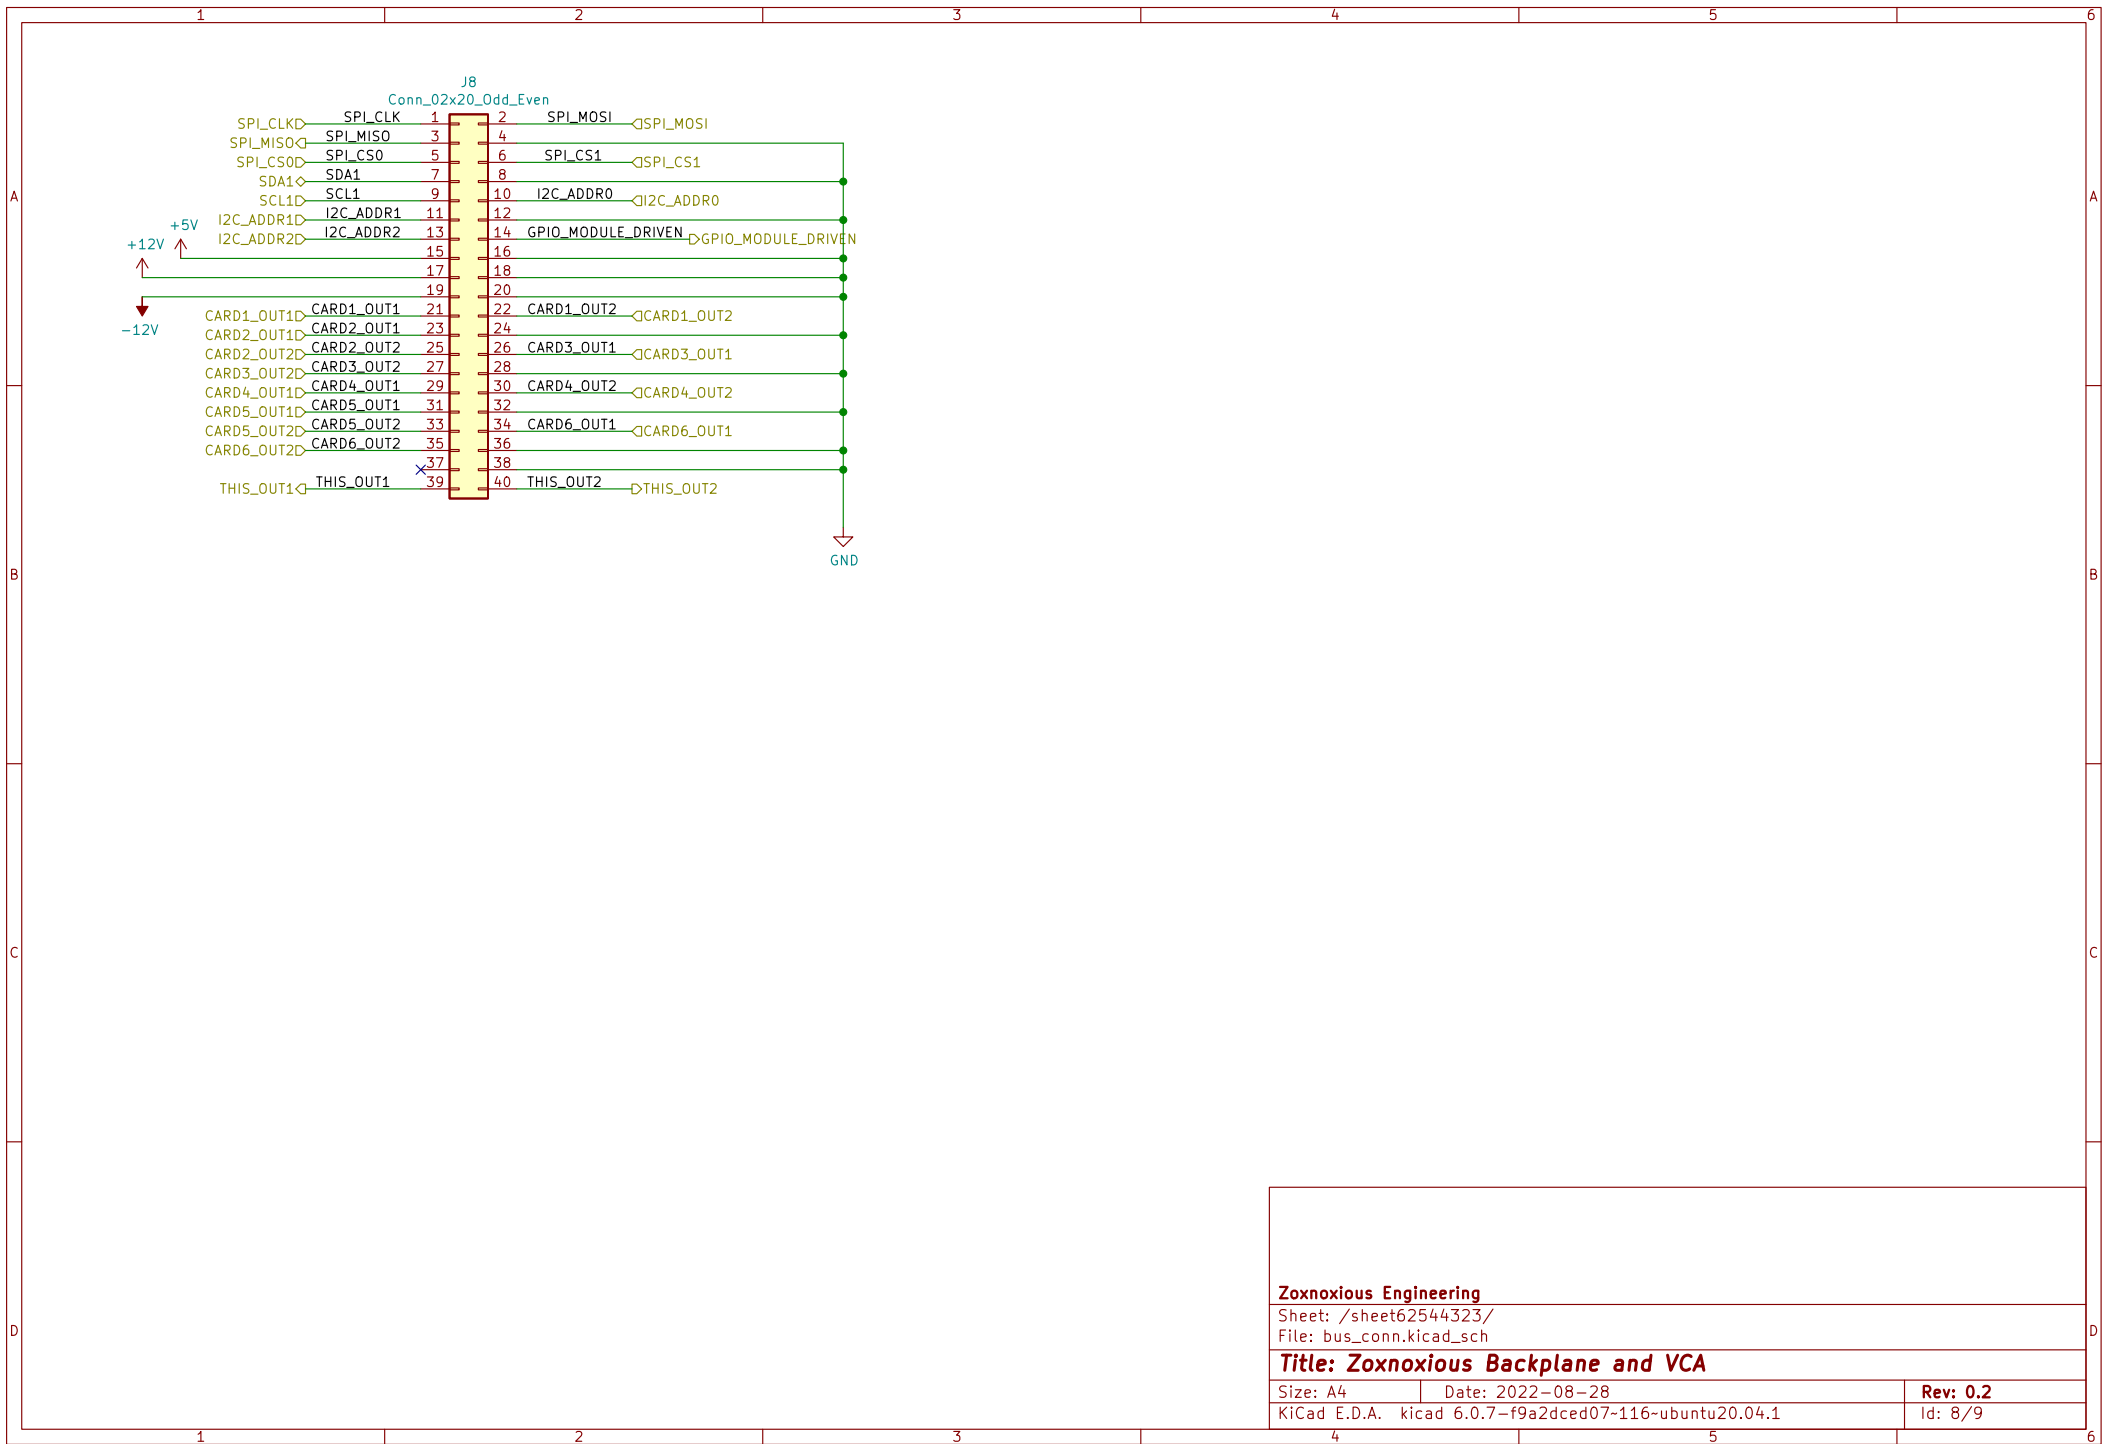 1 2 3 4 5 6
J8
Conn_02x20_Odd_Even
SPI_CLK SPI_CLK 1 2 SPI_MOSI SPI_MOSI
SPI_MISO SPI_MISO 3 4
SPI_CS0 SPI_CS0 5 6 SPI_CS1 SPI_CS1
SDA1 SDA1 7 8
A SCL1 SCL1 9 10 I2C_ADDR0 I2C_ADDR0 A
I2C_ADDR1 I2C_ADDR1 11 12
+5V
I2C_ADDR2 I2C_ADDR2 13 14 GPIO_MODULE_DRIVEN GPIO_MODULE_DRIVEN
+12V
15 16
17 18
19 20
CARD1_OUT1 CARD1_OUT1 21 22 CARD1_OUT2 CARD1_OUT2
-12V
CARD2_OUT1 CARD2_OUT1 23 24
CARD2_OUT2 CARD2_OUT2 25 26 CARD3_OUT1 CARD3_OUT1
CARD3_OUT2 CARD3_OUT2 27 28
CARD4_OUT1 CARD4_OUT1 29 30 CARD4_OUT2 CARD4_OUT2
CARD5_OUT1 CARD5_OUT1 31 32
CARD5_OUT2 CARD5_OUT2 33 34 CARD6_OUT1 CARD6_OUT1
CARD6_OUT2 CARD6_OUT2 35 36
37 38
THIS_OUT1 THIS_OUT1 39 40 THIS_OUT2 THIS_OUT2
GND
B B
C C
Zoxnoxious Engineering
Sheet: /sheet62544323/
File: bus_conn.kicad_sch
D D
Title: Zoxnoxious Backplane and VCA
Size: A4 Date: 2022-08-28 Rev: 0.2
KiCad E.D.A. kicad 6.0.7-f9a2dced07~116~ubuntu20.04.1 Id: 8/9
1 2 3 4 5 6